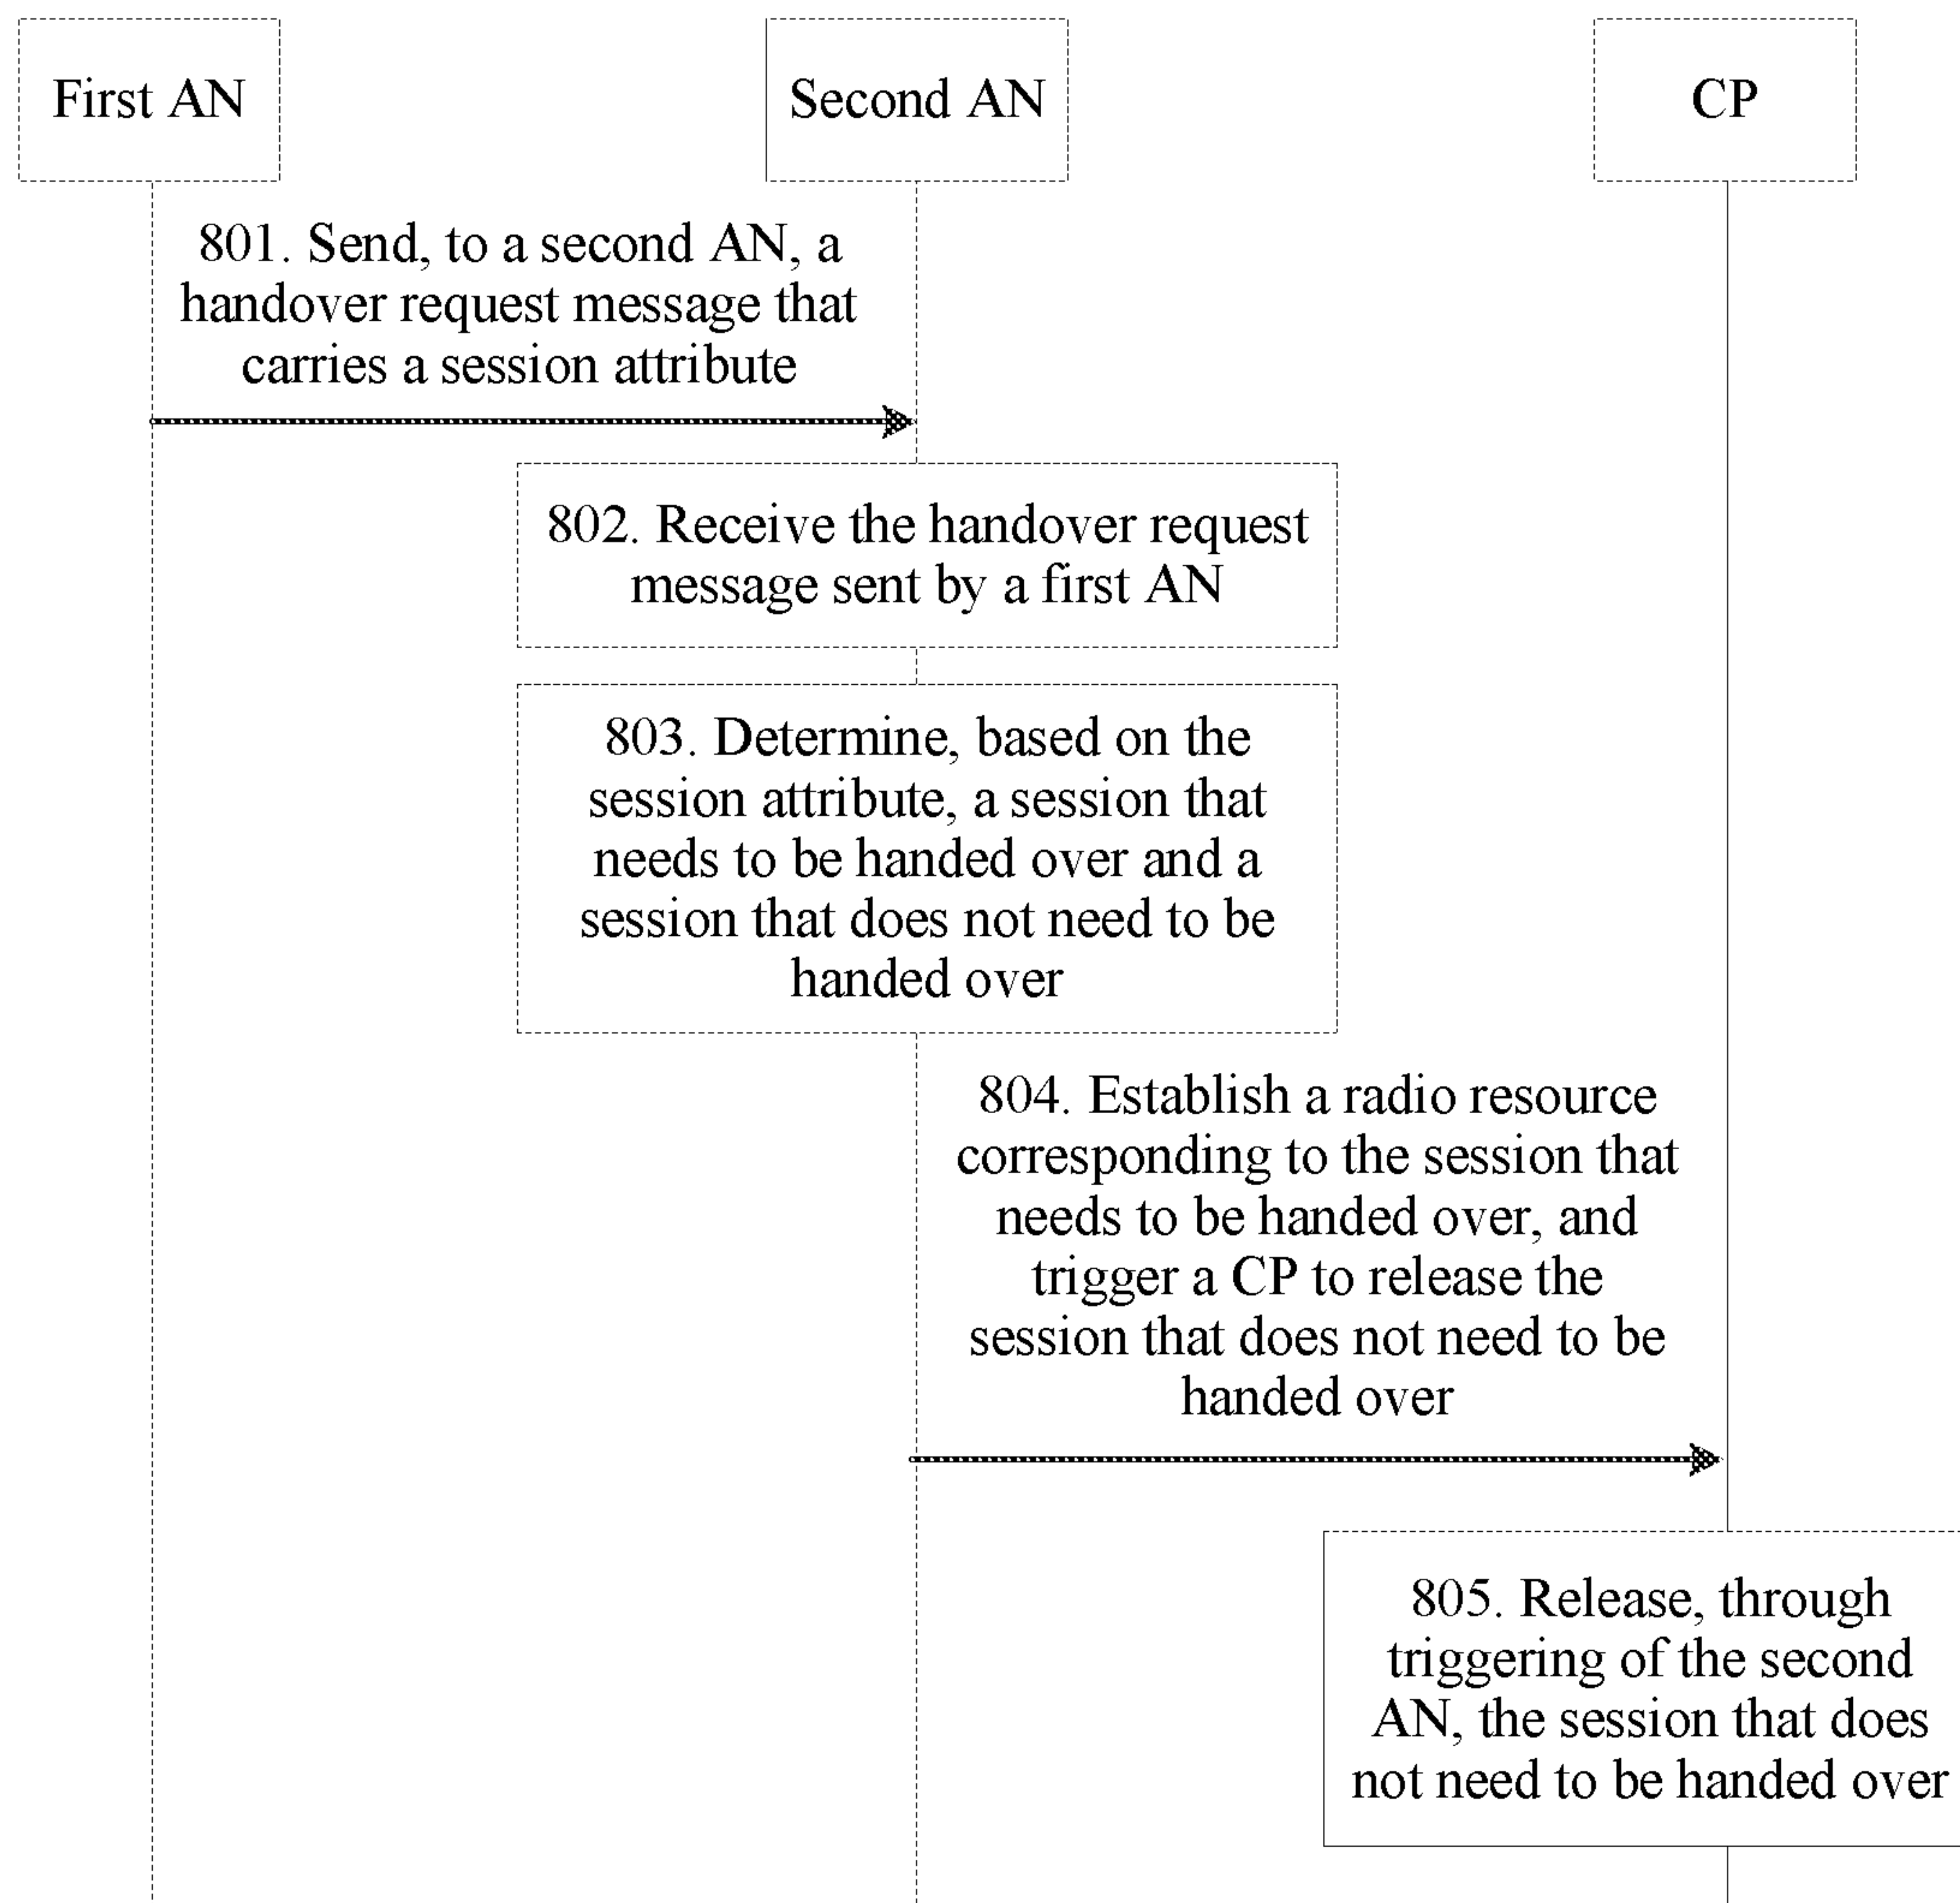 First AN
Second AN
CP
801. Send, to a second AN, a
handover request message that
carries a session attribute
802. Receive the handover request
message sent by a first AN
803. Determine, based on the
session attribute, a session that
needs to be handed over and a
session that does not need to be
handed over
804. Establish a radio resource
corresponding to the session that
needs to be handed over, and
trigger a CP to release the
session that does not need to be
handed over
805. Release, through
triggering of the second
AN, the session that does
not need to be handed over